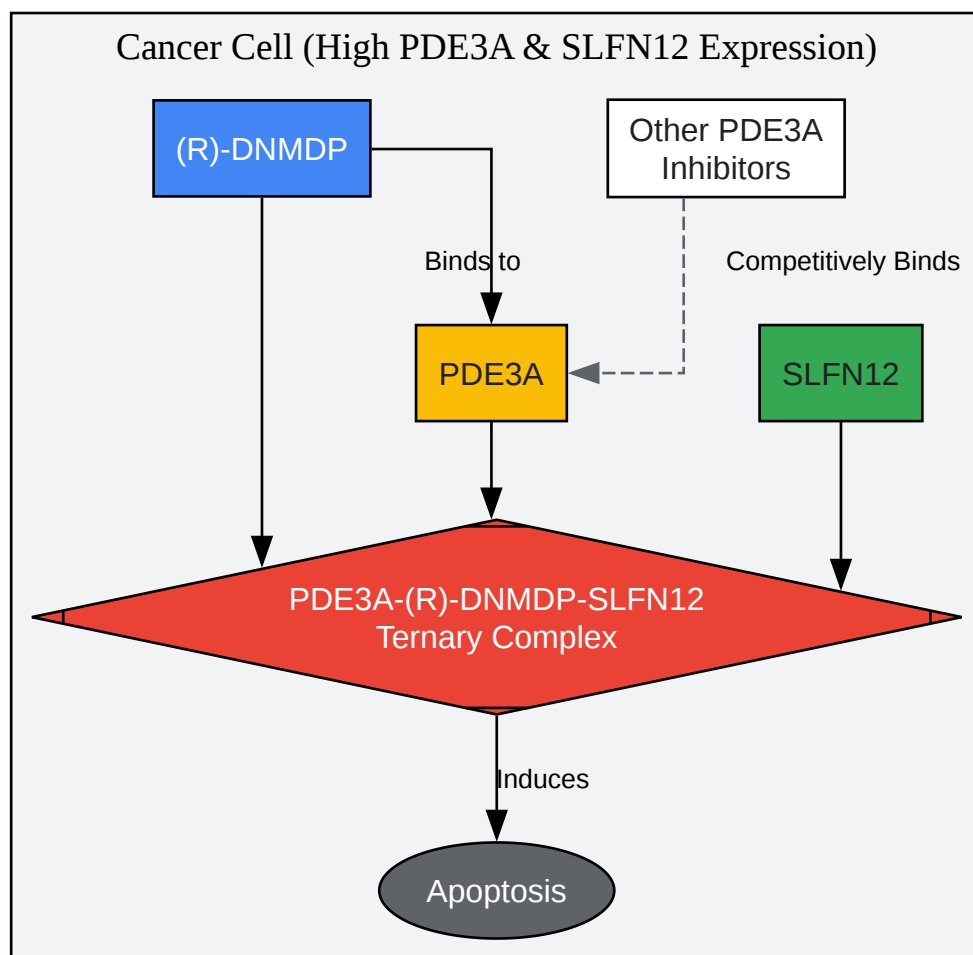 Cancer Cell (High PDE3A & SLFN12 Expression)
(R)-DNMDP
Other PDE3A
Inhibitors
Binds to
Competitively Binds
PDE3A
SLFN12
PDE3A-(R)-DNMDP-SLFN12
Ternary Complex
Induces
Apoptosis